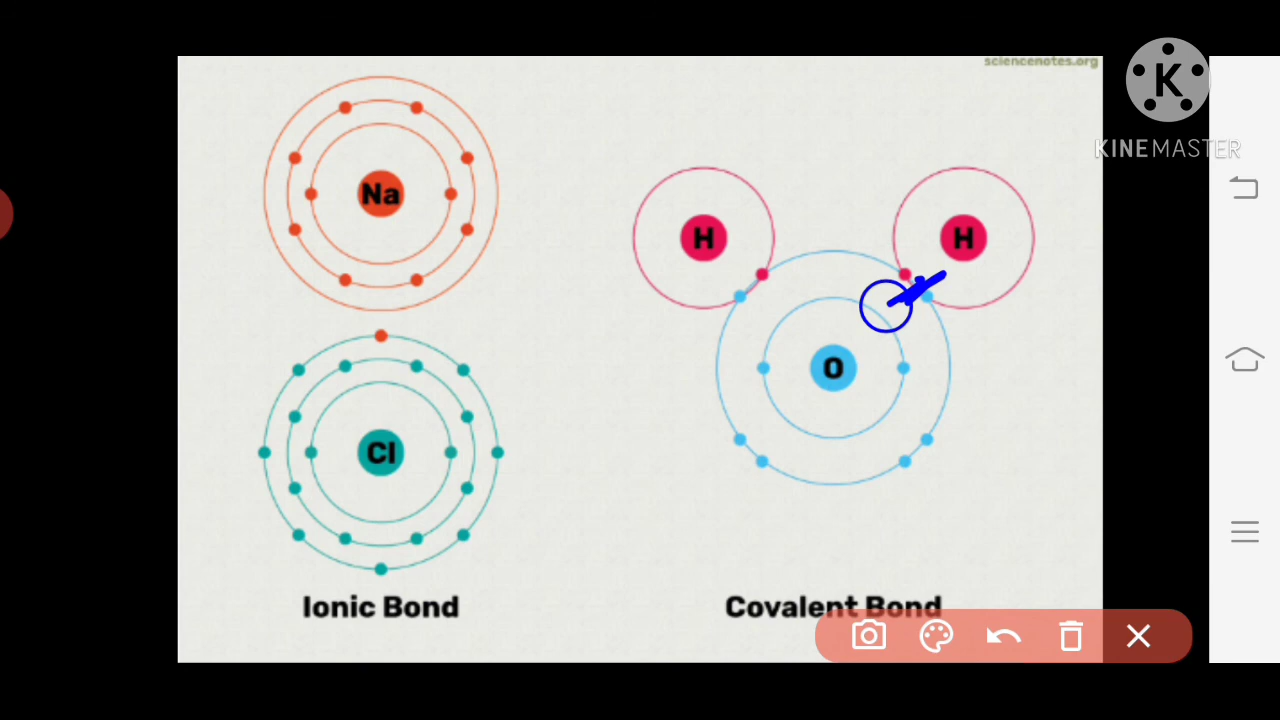 sciencenotes.org
K
KINEMASTER
Na
H
H
O
Cl
Ionic Bond
Covalent Bond